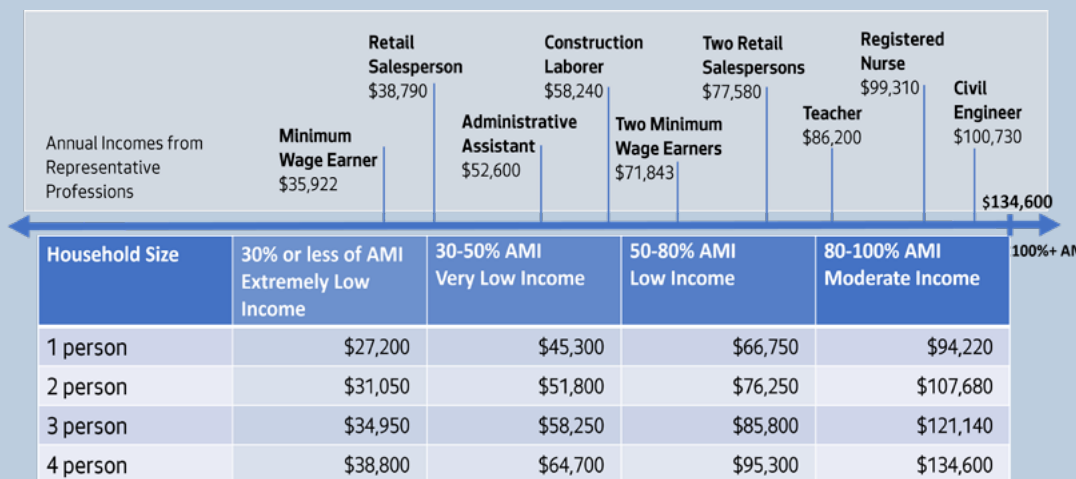 Annual Incomes from
Representative
Professions
Minimum
Wage Earner
$35,922
Retail
Salesperson
$38,790
Administrative
Assistant
$52,600
Construction
Laborer
$58,240
Two Minimum
Wage Earners
$71,843
Two Retail
Salespersons
$77,580
Teacher
$86,200
Registered
Nurse
$99,310
Civil
Engineer
$100,730
$134,600
100%+ AM
Household Size
30% or less of AMI
Extremely Low
Income
30-50% AMI
Very Low Income
50-80% AMI
Low Income
80-100% AMI
Moderate Income
1 person $27,200 $45,300 $66,750 $94,220
2 person $31,050 $51,800 $76,250 $107,680
3 person $34,950 $58,250 $85,800 $121,140
4 person $38,800 $64,700 $95,300 $134,600